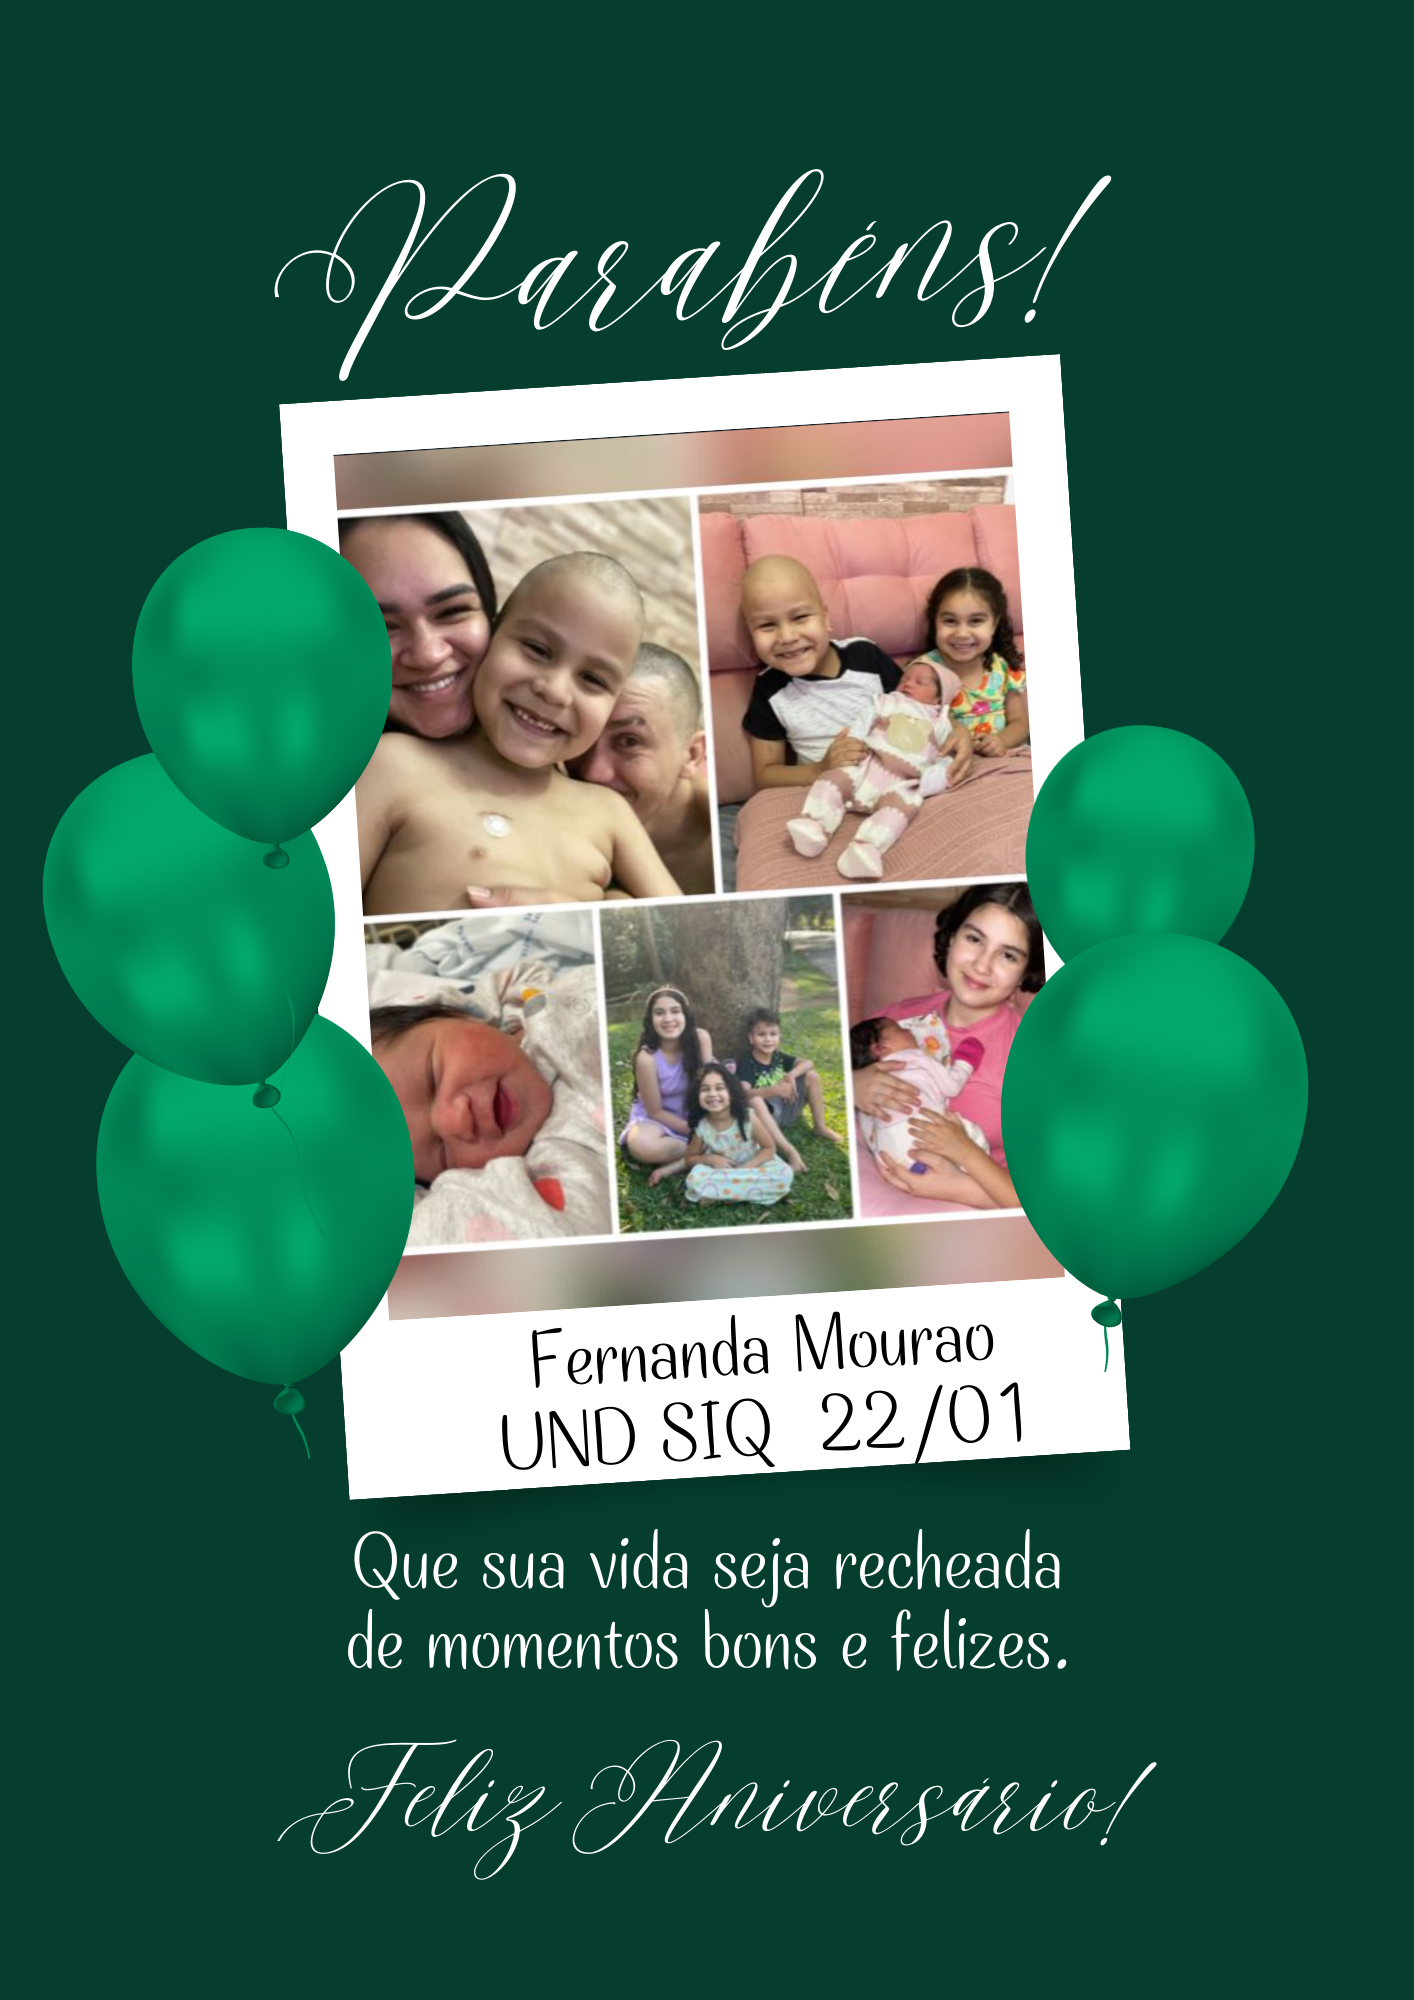 Parabéns!
Fernanda Mourao
UND SIQ 22/01
Que sua vida seja recheada
de momentos bons e felizes.
Feliz Aniversário!